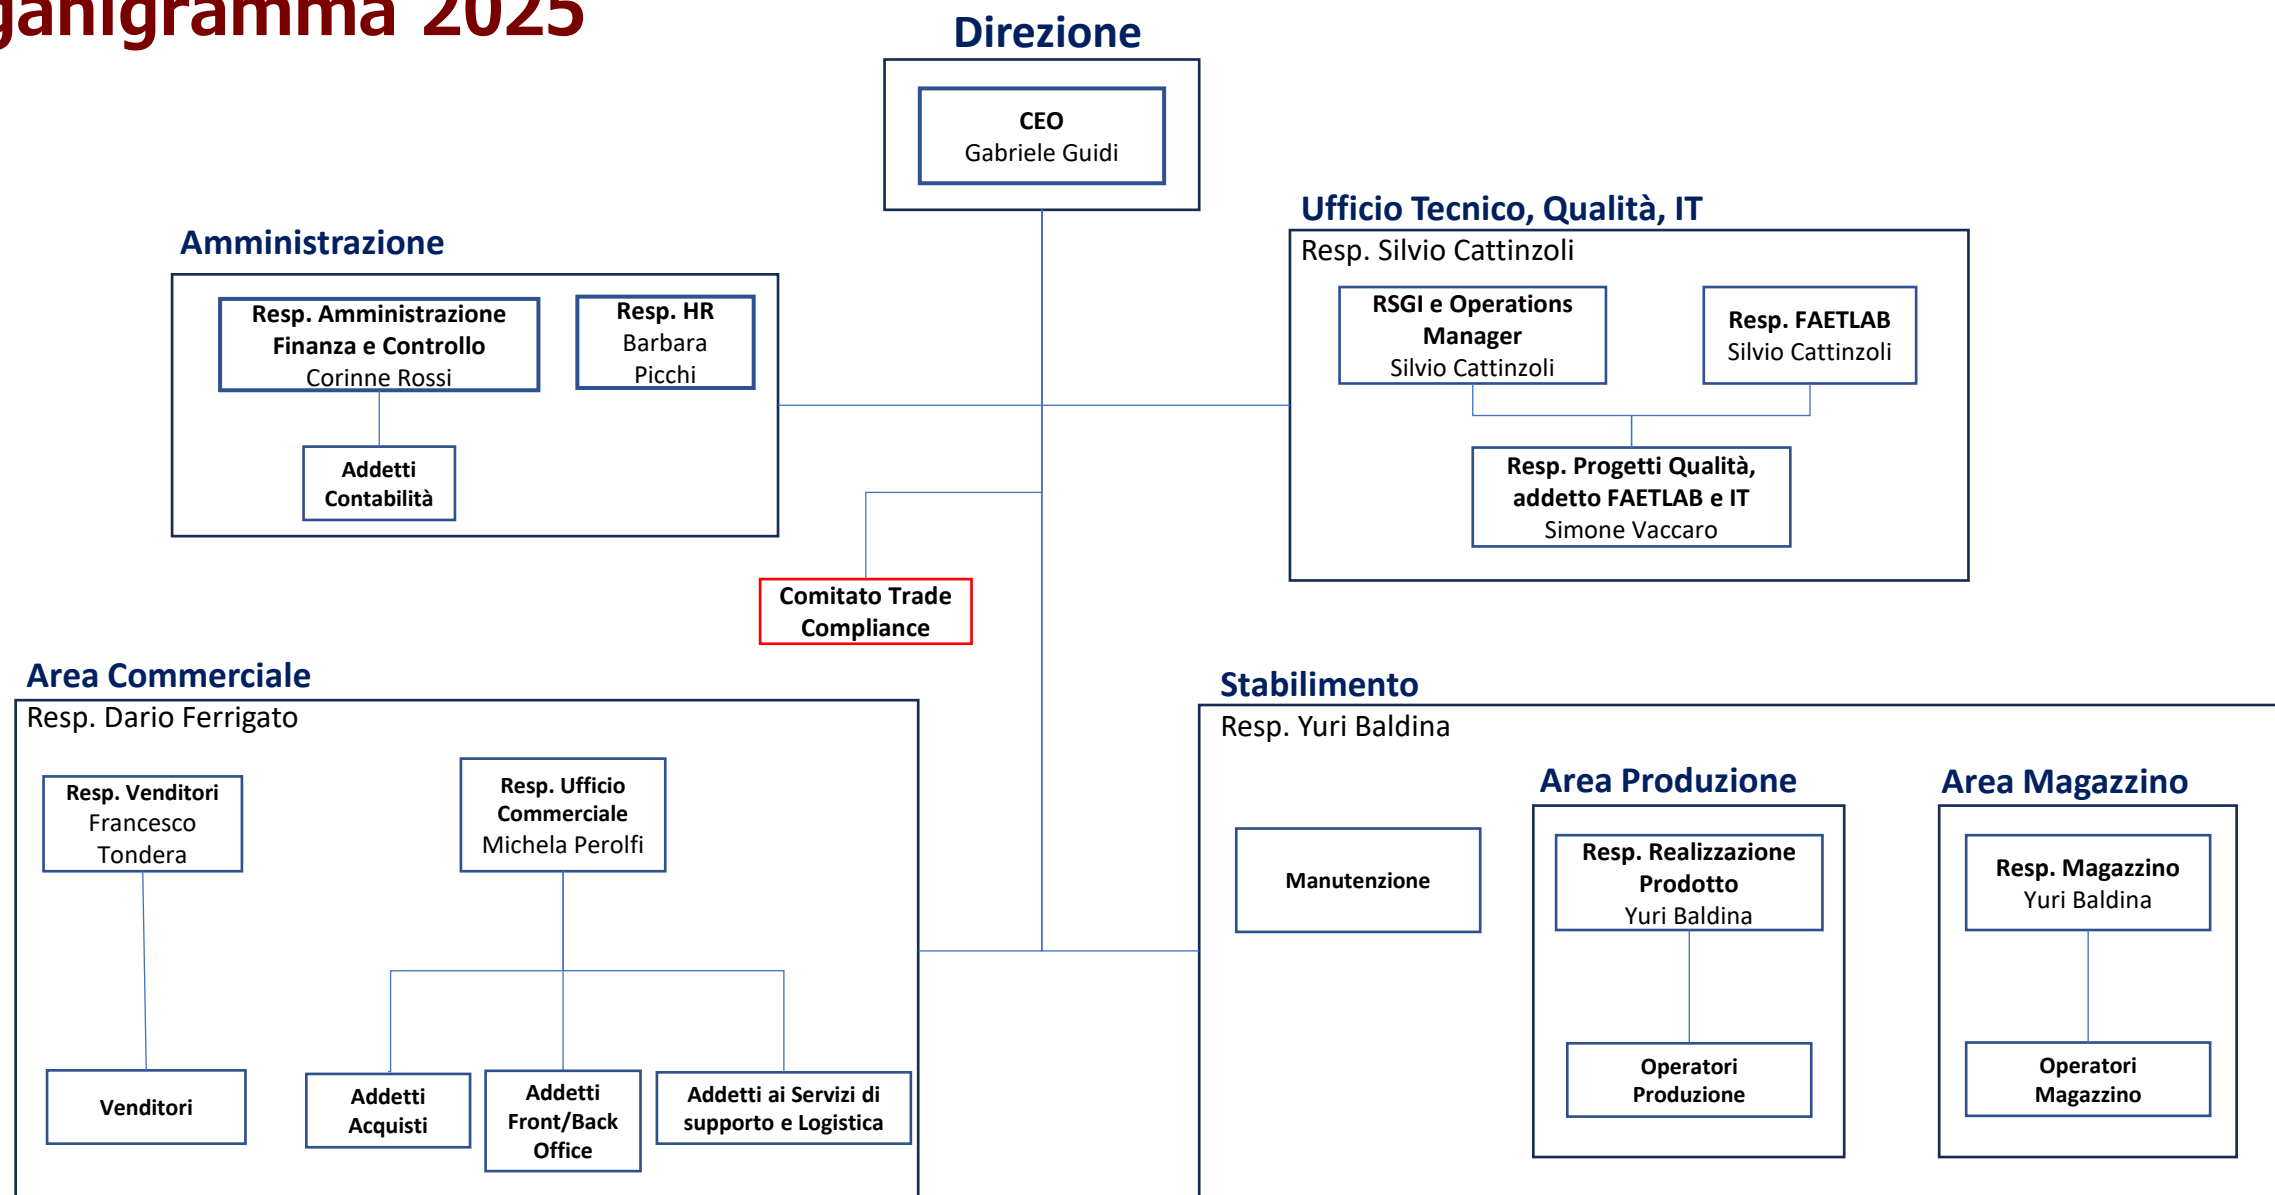 ganigramma 2025
Direzione
CEO
Gabriele Guidi
Amministrazione
Resp. Amministrazione
Finanza e Controllo
Corinne Rossi
Resp. HR
Barbara
Picchi
Addetti
Contabilità
Ufficio Tecnico, Qualità, IT
Resp. Silvio Cattinzoli
RSGI e Operations
Manager
Silvio Cattinzoli
Resp. FAETLAB
Silvio Cattinzoli
Resp. Progetti Qualità,
addetto FAETLAB e IT
Simone Vaccaro
Comitato Trade
Compliance
Area Commerciale
Resp. Dario Ferrigato
Resp. Venditori
Francesco
Tondera
Resp. Ufficio
Commerciale
Michela Perolfi
Venditori
Addetti
Acquisti
Addetti
Front/Back
Office
Addetti ai Servizi di
supporto e Logistica
Stabilimento
Resp. Yuri Baldina
Manutenzione
Area Produzione
Resp. Realizzazione
Prodotto
Yuri Baldina
Operatori
Produzione
Area Magazzino
Resp. Magazzino
Yuri Baldina
Operatori
Magazzino